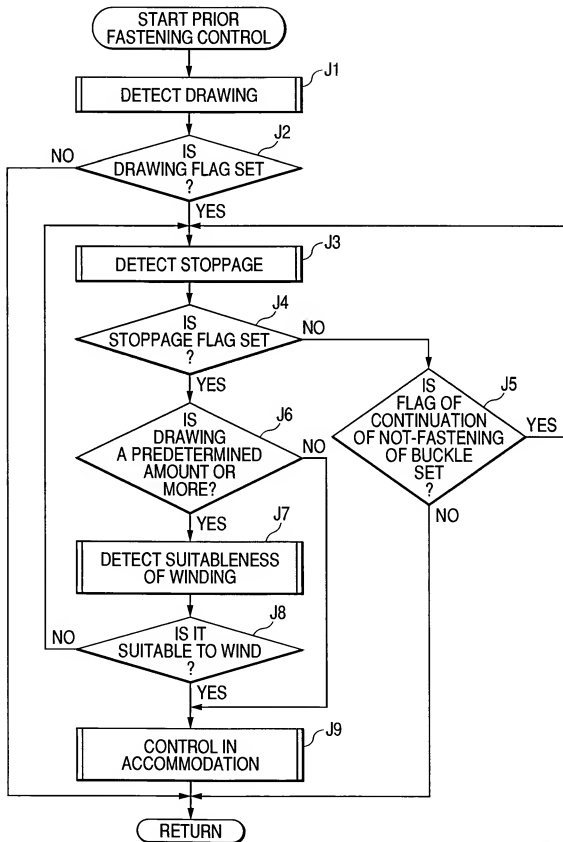 START PRIOR
FASTENING CONTROL
J1
DETECT DRAWING
J2
NO
IS
DRAWING FLAG SET
?
YES
J3
DETECT STOPPAGE
J4
IS
STOPPAGE FLAG SET
?
NO
YES
J5
IS
FLAG OF
CONTINUATION
OF NOT-FASTENING
OF BUCKLE
SET
?
YES
NO
J6
IS
DRAWING
A PREDETERMINED
AMOUNT OR
MORE?
NO
YES
J7
DETECT SUITABLENESS
OF WINDING
J8
NO
IS IT
SUITABLE TO WIND
?
YES
J9
CONTROL IN
ACCOMMODATION
RETURN